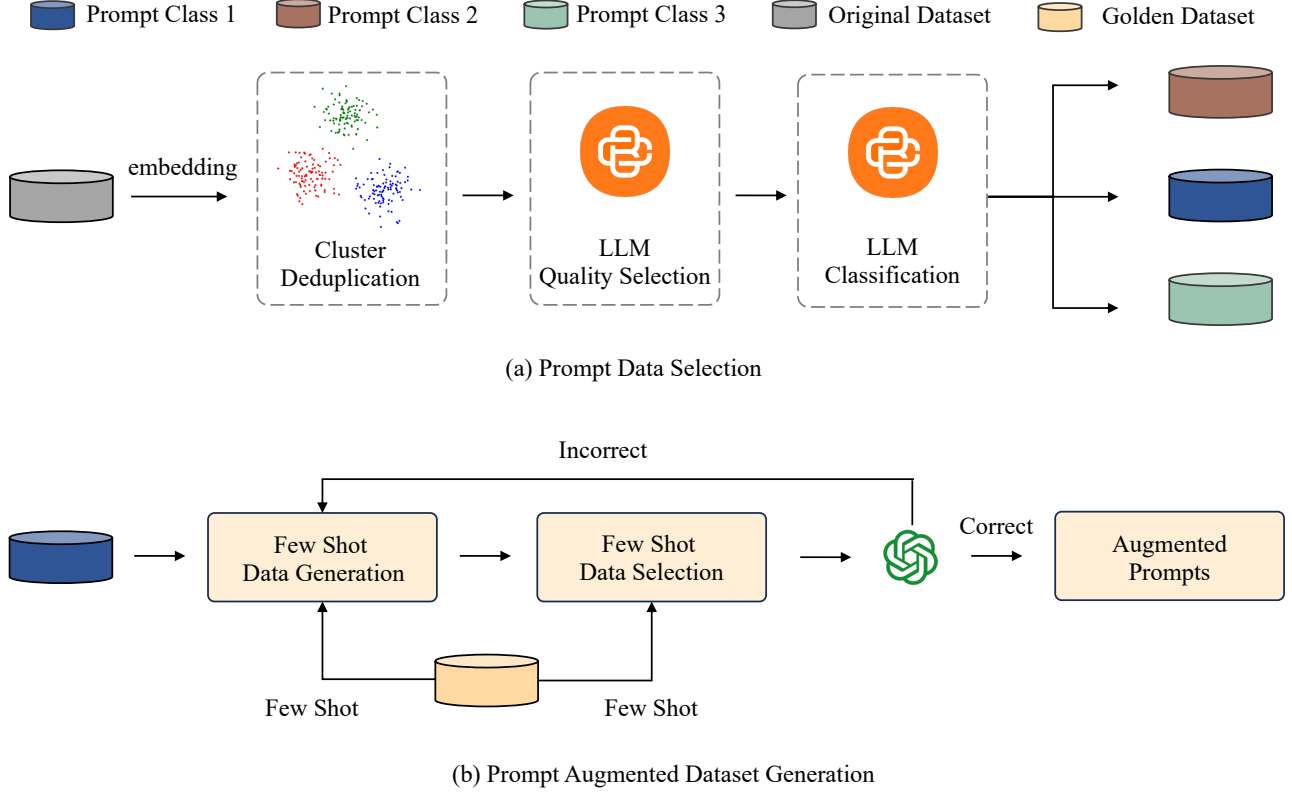 Prompt Class 1
Prompt Class 2
Prompt Class 3
Original Dataset
Golden Dataset
embedding
Cluster
Deduplication
LLM
Quality Selection
LLM
Classification
(a) Prompt Data Selection
Incorrect
Few Shot
Data Generation
Few Shot
Data Selection
Correct
Augmented
Prompts
Few Shot
Few Shot
(b) Prompt Augmented Dataset Generation